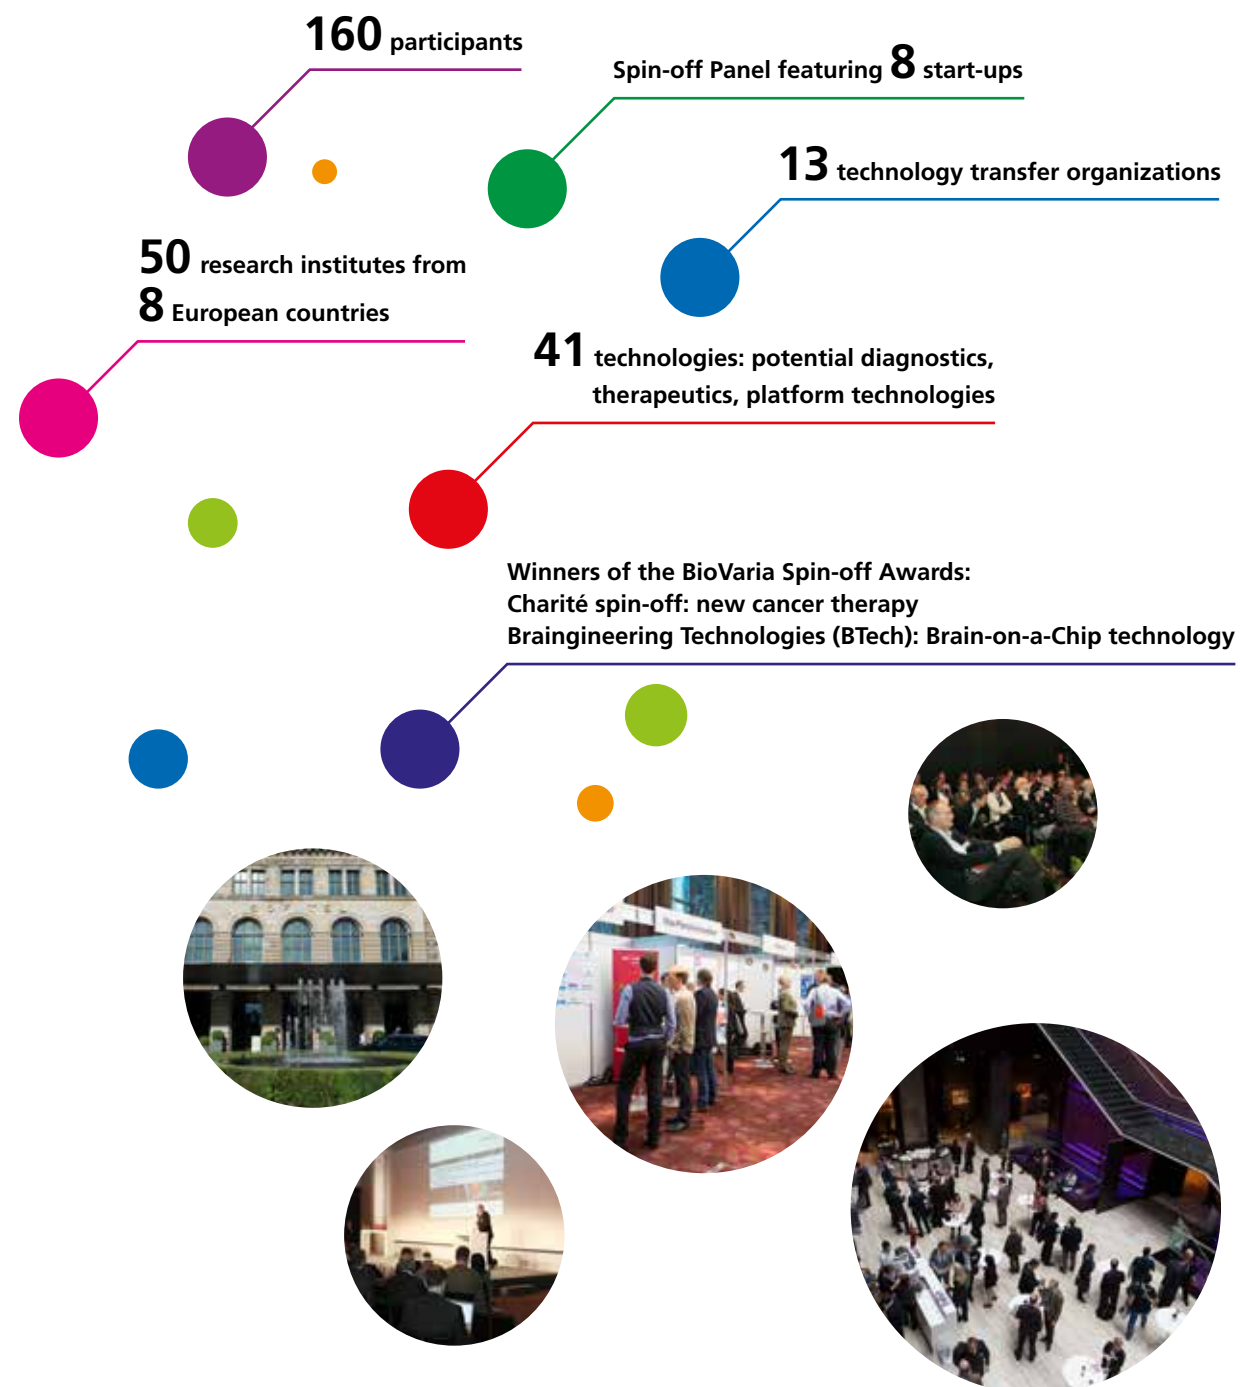 160 participants
Spin-off Panel featuring 8 start-ups
13 technology transfer organizations
50 research institutes from
8 European countries
41 technologies: potential diagnostics,
therapeutics, platform technologies
Winners of the BioVaria Spin-off Awards:
Charité spin-off: new cancer therapy
Braingineering Technologies (BTech): Brain-on-a-Chip technology